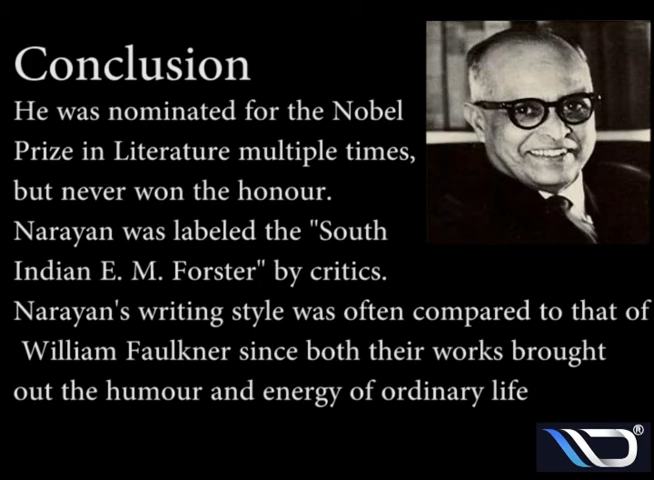 Conclusion
He was nominated for the Nobel
Prize in Literature multiple times,
but never won the honour.
Narayan was labeled the "South
Indian E. M. Forster" by critics.
Narayan's writing style was often compared to that of
William Faulkner since both their works brought
out the humour and energy of ordinary life
®